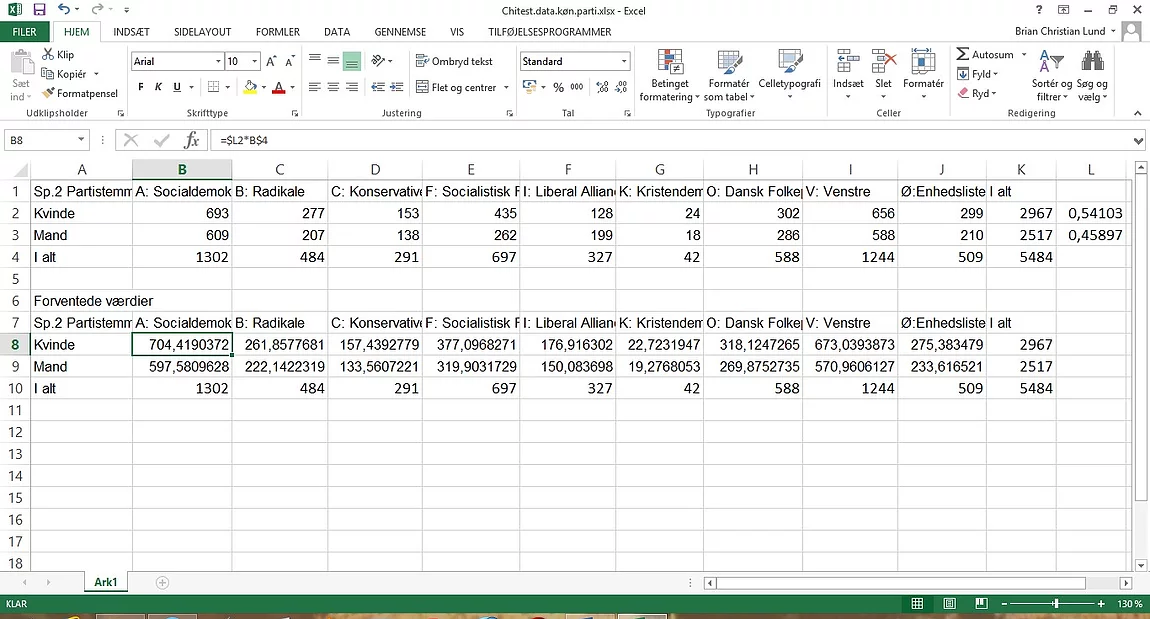 Chitest.data.køn.parti.xlsx - Excel
FILER HJEM INDSÆT SIDELAYOUT FORMLER DATA GENNEMSE VIS TILFØJELSESPROGRAMMER Brian Christian Lund
Sæt ind
Klip
Kopiér
Formatpensel
Udklipsholder
Arial 10
F K U
Skrifttype
Ombryd tekst
Flet og centrer
Justering
Standard
% 000
Tal
Betinget formatering
Formatér som tabel
Celletypografi
Typografier
Indsæt Slet Formatér
Celler
Autosum
Fyld
Ryd
Sortér og filtrer
Søg og vælg
Redigering
B8 fx =$L2*B$4
A B C D E F G H I J K L
1 Sp.2 Partistemm A: Socialdemok B: Radikale C: Konservative F: Socialistisk F I: Liberal Allian K: Kristendem O: Dansk Folkep V: Venstre Ø:Enhedsliste I alt
2 Kvinde 693 277 153 435 128 24 302 656 299 2967 0,54103
3 Mand 609 207 138 262 199 18 286 588 210 2517 0,45897
4 I alt 1302 484 291 697 327 42 588 1244 509 5484
5
6 Forventede værdier
7 Sp.2 Partistemm A: Socialdemok B: Radikale C: Konservative F: Socialistisk F I: Liberal Allian K: Kristendem O: Dansk Folkep V: Venstre Ø:Enhedsliste I alt
8 Kvinde 704,4190372 261,8577681 157,4392779 377,0968271 176,916302 22,7231947 318,1247265 673,0393873 275,383479 2967
9 Mand 597,5809628 222,1422319 133,5607221 319,9031729 150,083698 19,2768053 269,8752735 570,9606127 233,616521 2517
10 I alt 1302 484 291 697 327 42 588 1244 509 5484
11
12
13
14
15
16
17
18
Ark1
KLAR 130 %